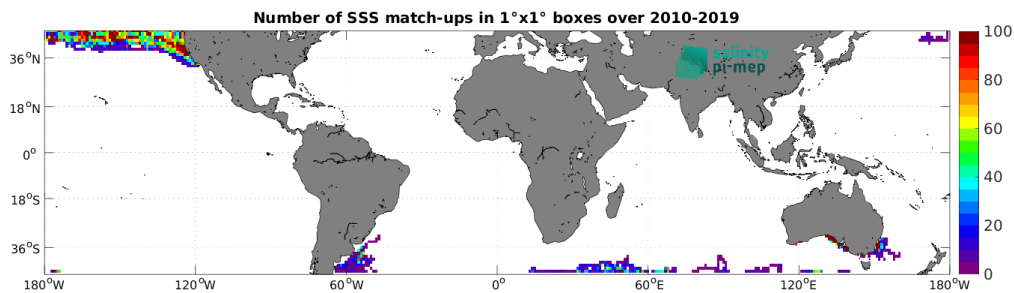 Number of SSS match-ups in 1°x1° boxes over 2010-2019
36°N
18°N
0°
18°S
36°S
180°W
120°W
60°W
0°
60°E
120°E
180°W
100
80
60
40
20
0
salinity
pi-mep